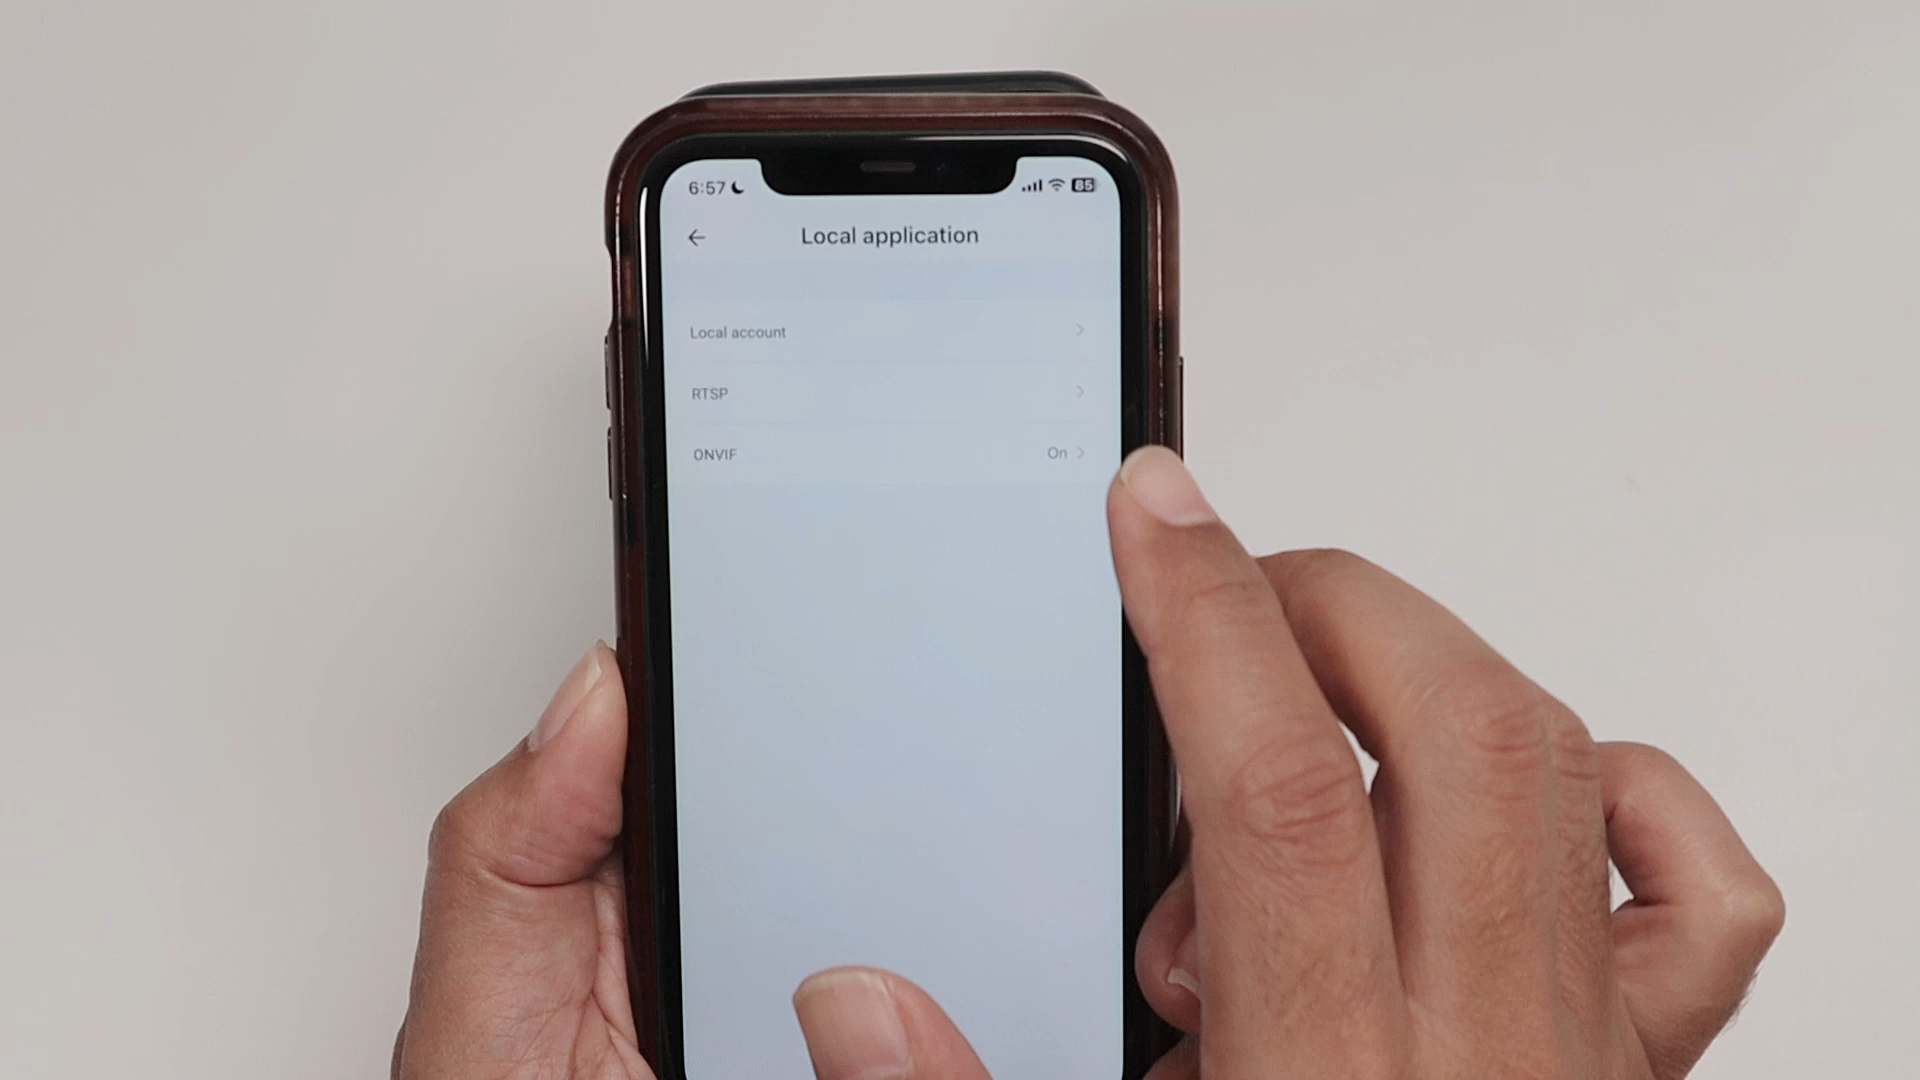 6:57 85
Local application
Local account
RTSP
ONVIF On